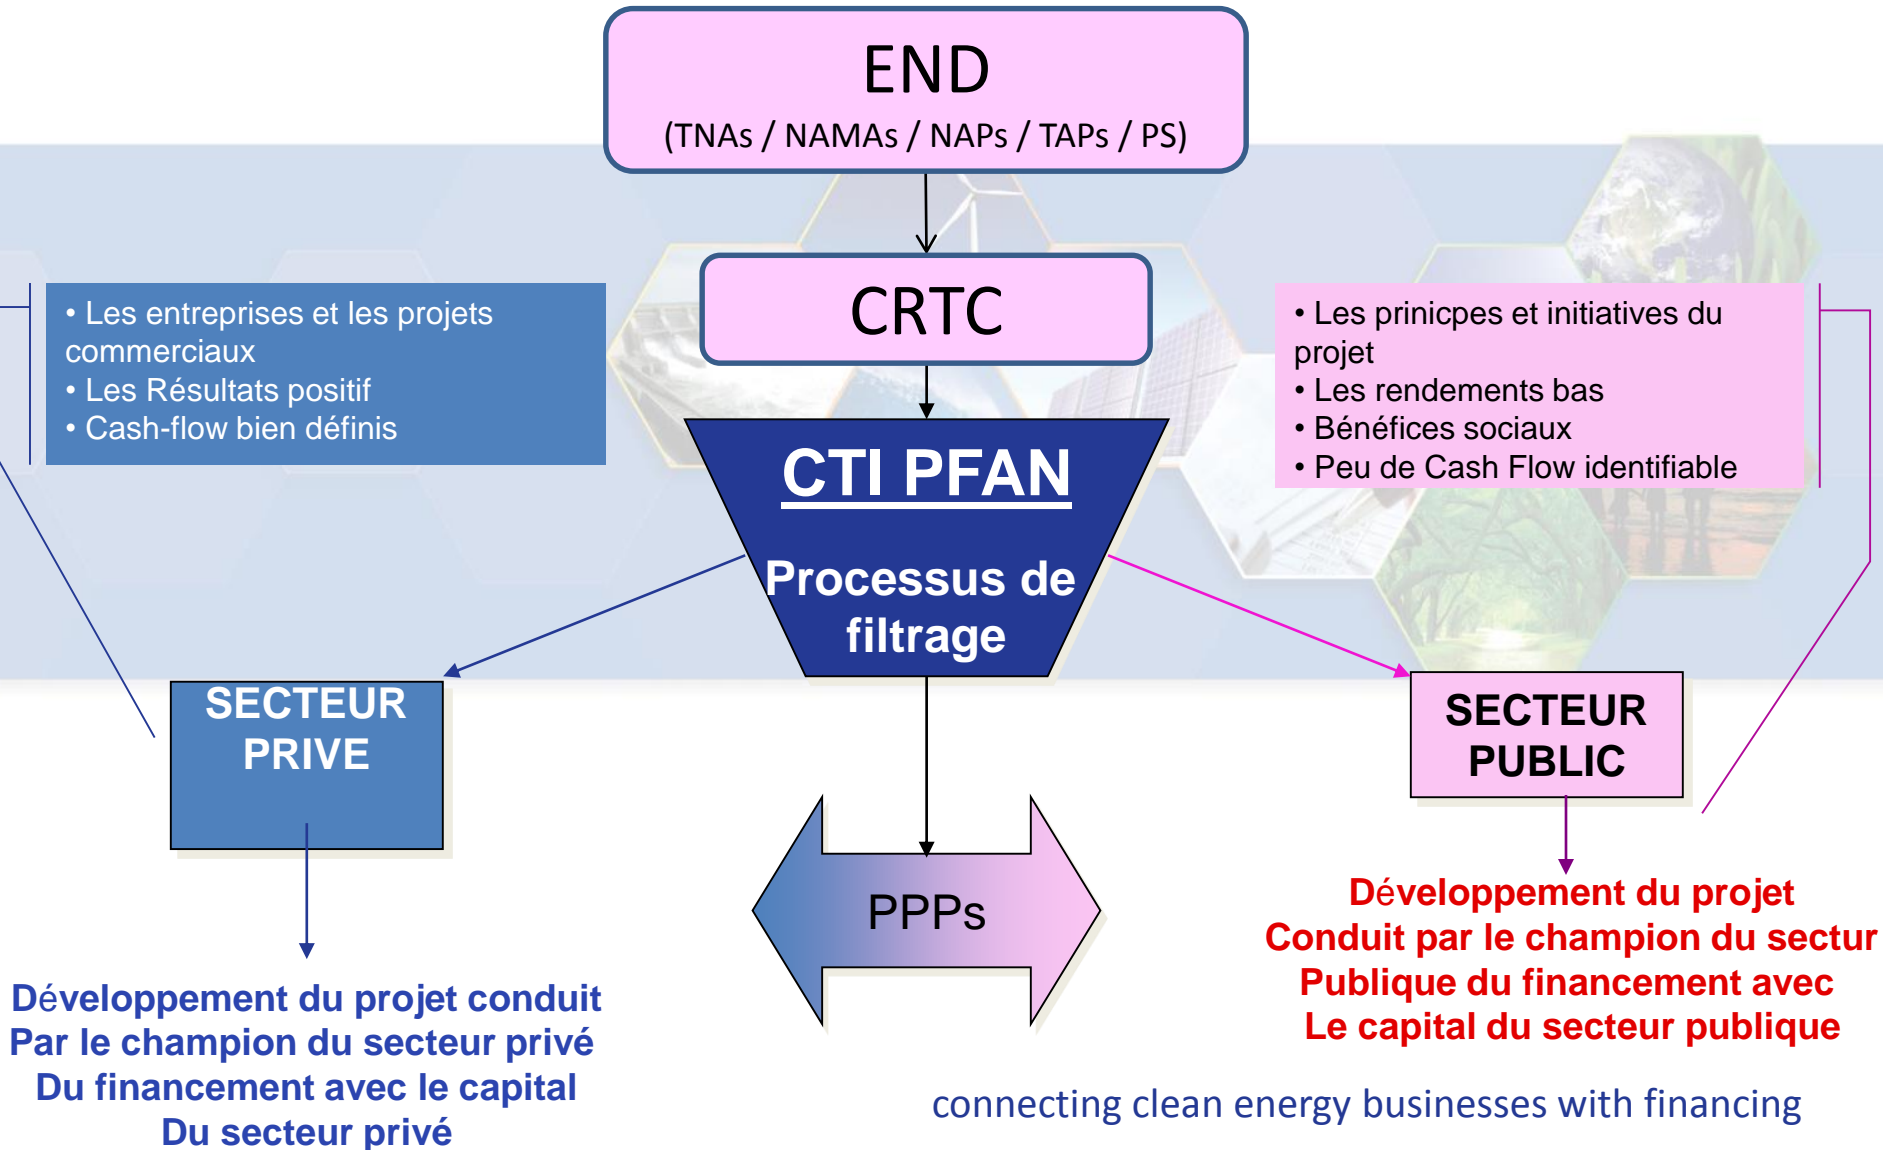 END
(TNAs / NAMAs / NAPs / TAPs / PS)
CRTC
• Les entreprises et les projets
commerciaux
• Les Résultats positif
• Cash-flow bien définis
• Les prinicpes et initiatives du
projet
• Les rendements bas
• Bénéfices sociaux
• Peu de Cash Flow identifiable
CTI PFAN
Processus de
filtrage
SECTEUR
PRIVE
SECTEUR
PUBLIC
PPPs
Développement du projet conduit
Par le champion du secteur privé
Du financement avec le capital
Du secteur privé
Développement du projet
Conduit par le champion du sectur
Publique du financement avec
Le capital du secteur publique
connecting clean energy businesses with financing